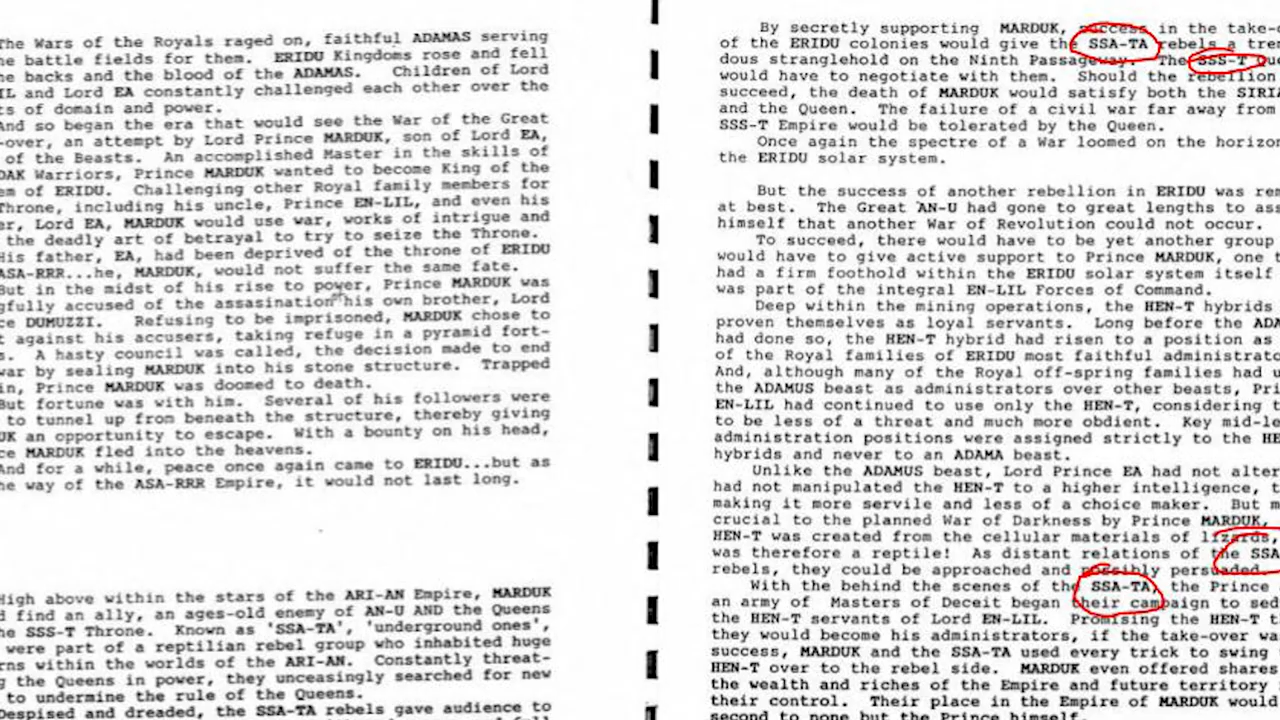 The Wars of the Royals raged on, faithful ADAMAS serving
he battle fields for them. ERIDU Kingdoms rose and fell
he backs and the blood of the ADAMAS. Children of Lord
IL and Lord EA constantly challenged each other over the
ts of domain and power.
And so began the era that would see the War of the Great
-over, an attempt by Lord Prince MARDUK, son of Lord EA,
of the Beasts. An accomplished Master in the skills of
DAK Warriors, Prince MARDUK wanted to become King of the
em of ERIDU. Challenging other Royal family members for
Throne, including his uncle, Prince EN-LIL, and even his
er, Lord EA, MARDUK would use war, works of intrigue and
the deadly art of betrayal to try to seize the Throne.
His father, EA, had been deprived of the throne of ERIDU
ASA-RRR...he, MARDUK, would not suffer the same fate.
But in the midst of his rise to power, Prince MARDUK was
gfully accused of the assasination of his own brother, Lord
ce DUMUZZI. Refusing to be imprisoned, MARDUK chose to
t against his accusers, taking refuge in a pyramid fort-
s. A hasty council was called, the decision made to end
war by sealing MARDUK into his stone structure. Trapped
in, Prince MARDUK was doomed to death.
But fortune was with him. Several of his followers were
to tunnel up from beneath the structure, thereby giving
UK an opportunity to escape. With a bounty on his head,
ce MARDUK fled into the heavens.
And for a while, peace once again came to ERIDU...but as
he way of the ASA-RRR Empire, it would not last long.
High above within the stars of the ARI-AN Empire, MARDUK
d find an ally, an ages-old enemy of AN-U AND the Queens
he SSS-T Throne. Known as 'SSA-TA', 'underground ones',
were part of a reptilian rebel group who inhabited huge
rns within the worlds of the ARI-AN. Constantly threat-
g the Queens in power, they unceasingly searched for new
to undermine the rule of the Queens.
Despised and dreaded, the SSA-TA rebels gave audience to
By secretly supporting MARDUK, success in the take-o
of the ERIDU colonies would give the SSA-TA rebels a trem
dous stranglehold on the Ninth Passageway. The SSS-T Que
would have to negotiate with them. Should the rebellion
succeed, the death of MARDUK would satisfy both the SIRIA
and the Queen. The failure of a civil war far away from
SSS-T Empire would be tolerated by the Queen.
Once again the spectre of a War loomed on the horizon
the ERIDU solar system.
But the success of another rebellion in ERIDU was rem
at best. The Great AN-U had gone to great lengths to ass
himself that another War of Revolution could not occur.
To succeed, there would have to be yet another group
would have to give active support to Prince MARDUK, one t
had a firm foothold within the ERIDU solar system itself
was part of the integral EN-LIL Forces of Command.
Deep within the mining operations, the HEN-T hybrids
proven themselves as loyal servants. Long before the ADA
had done so, the HEN-T hybrid had risen to a position as
of the Royal families of ERIDU most faithful administrato
And, although many of the Royal off-spring families had u
the ADAMUS beast as administrators over other beasts, Pri
EN-LIL had continued to use only the HEN-T, considering t
to be less of a threat and much more obdient. Key mid-le
administration positions were assigned strictly to the HE
hybrids and never to an ADAMA beast.
Unlike the ADAMUS beast, Lord Prince EA had not alter
had not manipulated the HEN-T to a higher intelligence, t
making it more servile and less of a choice maker. But m
crucial to the planned War of Darkness by Prince MARDUK,
HEN-T was created from the cellular materials of lizards,
was therefore a reptile! As distant relations of the SSA
rebels, they could be approached and possibly persuaded.
With the behind the scenes of the SSA-TA, the Prince
an army of Masters of Deceit began their campaign to sed
the HEN-T servants of Lord EN-LIL. Promising the HEN-T t
they would become his administrators, if the take-over wa
success, MARDUK and the SSA-TA used every trick to swing
HEN-T over to the rebel side. MARDUK even offered shares
the wealth and riches of the Empire and future territory
their control. Their place in the Empire of MARDUK would
second to none but the Prince himself.